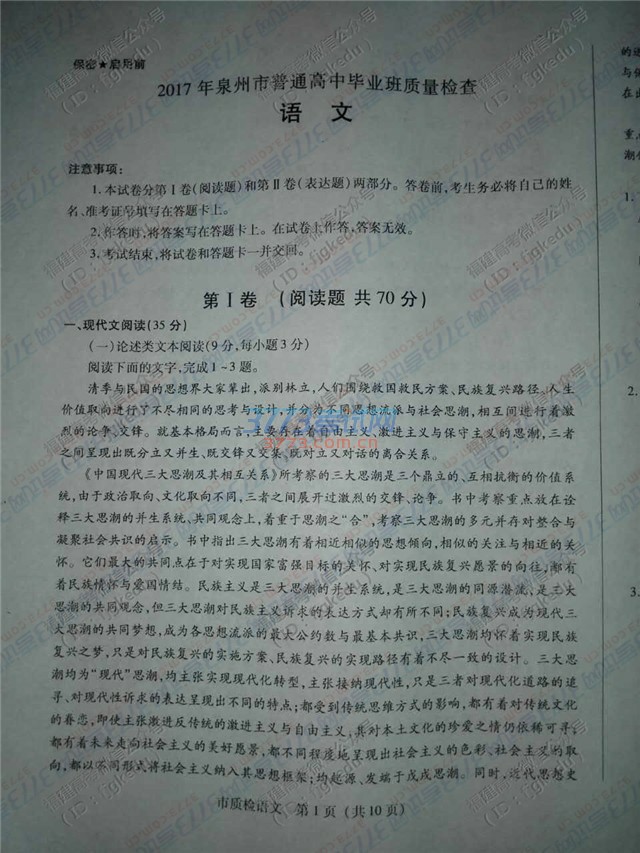 保密★启用前
2017年泉州市普通高中毕业班质量检查
语 文
注意事项:
1.本试卷分第Ⅰ卷(阅读题)和第Ⅱ卷(表达题)两部分。答卷前,考生务必将自己的姓
名、准考证号填写在答题卡上。
2.作答时,将答案写在答题卡上。在试卷上作答,答案无效。
3.考试结束,将试卷和答题卡一并交回。
第Ⅰ卷 (阅读题 共70分)
一、现代文阅读(35分)
(一)论述类文本阅读(9分,每小题3分)
阅读下面的文字,完成1~3题。
清季与民国的思想界大家辈出,派别林立,人们围绕救国救民方案、民族复兴路径、人生
价值取向进行了不尽相同的思考与设计,并分为不同思想流派与社会思潮,相互间进行着激
烈的论争、交锋。就基本格局而言,主要存在着自由主义、激进主义与保守主义的思潮,三者
之间呈现出既分立又并生、既交锋又交集、既对立又对话的离合关系。
《中国现代三大思潮及其相互关系》所考察的三大思潮是三个鼎立的、互相抗衡的价值系
统,由于政治取向、文化取向不同,三者之间展开过激烈的交锋、论争。书中考察重点放在诠
释三大思潮的并生系统、共同观念上,着重于思潮之“合”,考察三大思潮的多元并存对整合与
凝聚社会共识的启示。书中指出三大思潮有着相近相似的思想倾向,相似的关注与相近的关
怀。它们最大的共同点在于对实现国家富强目标的关怀、对实现民族复兴愿景的向往,都有
着民族情怀与爱国情结。民族主义是三大思潮的并生系统,是三大思潮的同源潜流,是三大思
潮的共同观念,但三大思潮对民族主义诉求的表达方式却有所不同;民族复兴成为现代三
大思潮的共同梦想,成为各思想流派的最大公约数与最基本共识,三大思潮均怀着实现民族
复兴之梦,只是对民族复兴的实施方案、民族复兴的实现路径有着不尽一致的设计。三大思
潮均为“现代”思潮,均主张实现现代化转型,主张接纳现代性,只是三者对现代化道路的追
寻、对现代性诉求的表达呈现出不同的特点;都受到传统思维方式的影响,都有着对传统文化
的眷恋,即使主张激进反传统的激进主义与自由主义,其对本土文化的珍爱之情仍依稀可寻;
都有着未来走向社会主义的美好愿景,都不同程度地呈现出社会主义的色彩、社会主义的取
向,都以不同形式将社会主义纳入其思想框架;均起源、发端于戊戌思潮。同时,近代思想史
市质检语文 第1页(共10页)
的这
与保
在此
重点
潮似
1.
2.
3.
福建高考微信公众号
(ID:fjgkedu)
3773考试网
3773.com.cn